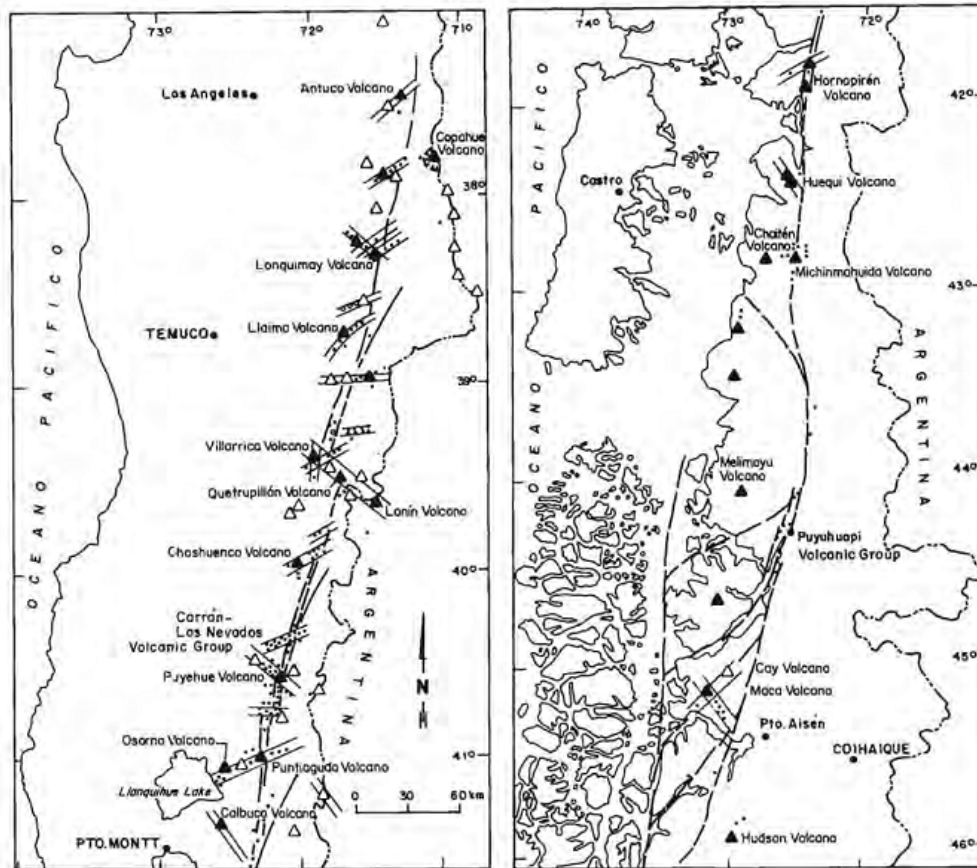 73°
72°
71°
Los Angeles
Antuco Volcano
Copahue
Volcano
38°
Lonquimay Volcano
Llaima Volcano
TEMUCO
39°
Villarrica Volcano
Quetrupillón Volcano
Lanín Volcano
Choshuenco Volcano
40°
Carrán-
Los Nevados
Volcanic Group
Puyehue Volcano
Osorno Volcano
41°
Puntiagudo Volcano
Llanquihue Lake
Calbuco Volcano
PTO. MONTT
OCEANO PACIFICO
ARGENTINA
N
0 60 km
74°
73°
72°
Hornopirén
Volcano
42°
Castro
Huequi Volcano
Chaitén
Volcano
Michinmahuida Volcano
43°
Melimoyu
Volcano
44°
Puyuhuapi
Volcanic Group
45°
Cay Volcano
Maca Volcano
Pto. Aisén
COIHAIQUE
Hudson Volcano
46°
OCEANO PACIFICO
ARGENTINA